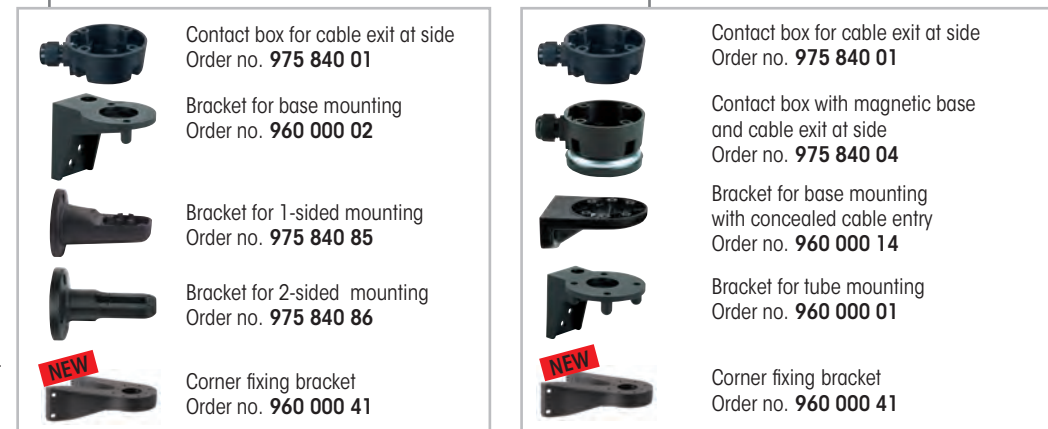 Contact box for cable exit at side
Order no. 975 840 01
Bracket for base mounting
Order no. 960 000 02
Bracket for 1-sided mounting
Order no. 975 840 85
Bracket for 2-sided  mounting
Order no. 975 840 86
NEW
Corner fixing bracket
Order no. 960 000 41
Contact box for cable exit at side
Order no. 975 840 01
Contact box with magnetic base
and cable exit at side
Order no. 975 840 04
Bracket for base mounting
with concealed cable entry
Order no. 960 000 14
Bracket for tube mounting
Order no. 960 000 01
NEW
Corner fixing bracket
Order no. 960 000 41